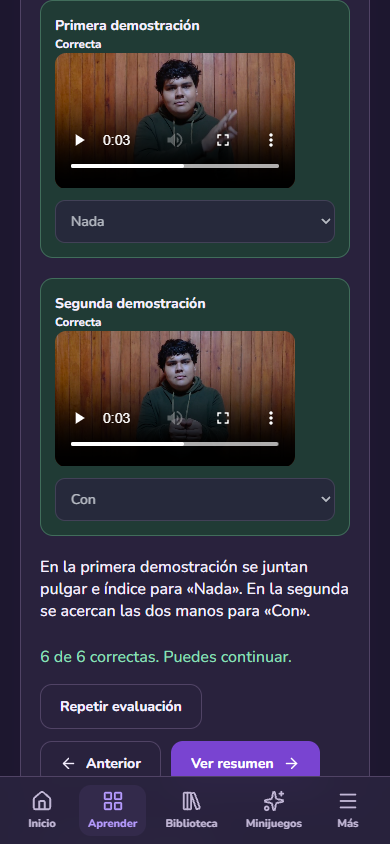 Primera demostración
Correcta
0:03
Nada
Segunda demostración
Correcta
0:03
Con
En la primera demostración se juntan
pulgar e índice para «Nada». En la segunda
se acercan las dos manos para «Con».
6 de 6 correctas. Puedes continuar.
Repetir evaluación
Anterior
Ver resumen
Inicio
Aprender
Biblioteca
Minijuegos
Más